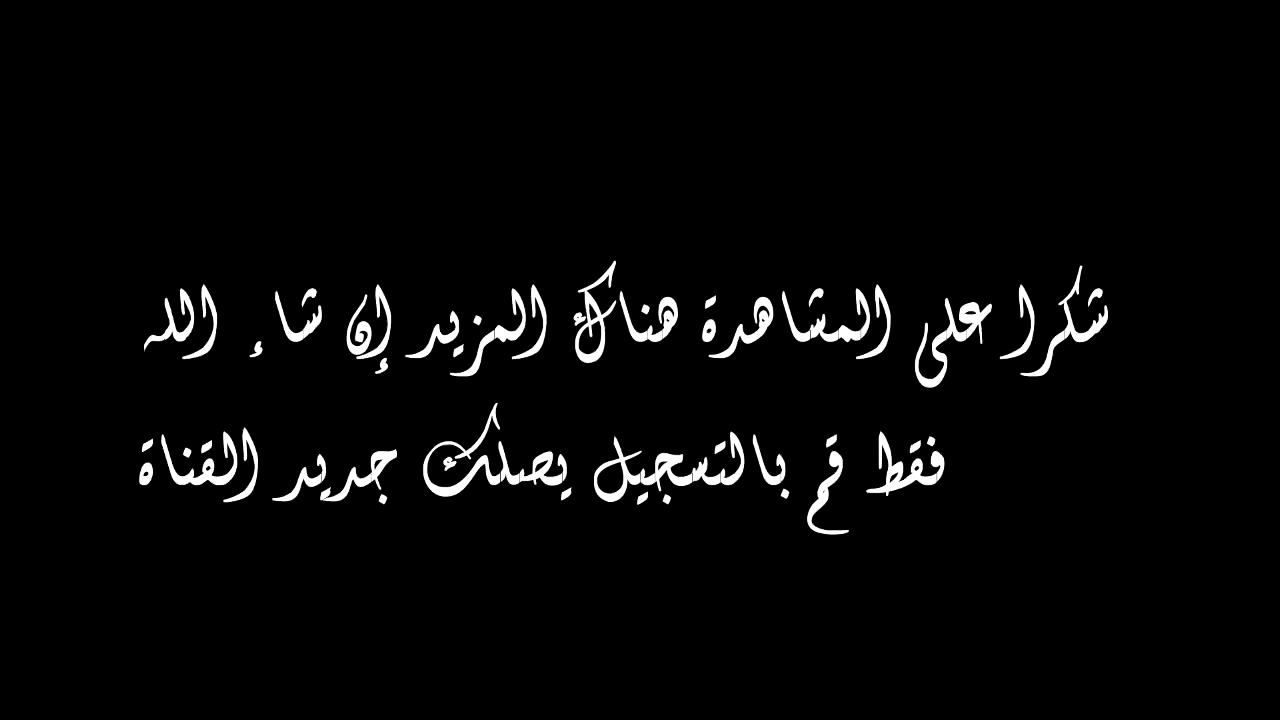 شكرا على المشاهدة هناك المزيد إن شاء الله
فقط قم بالتسجيل يصلك جديد القناة